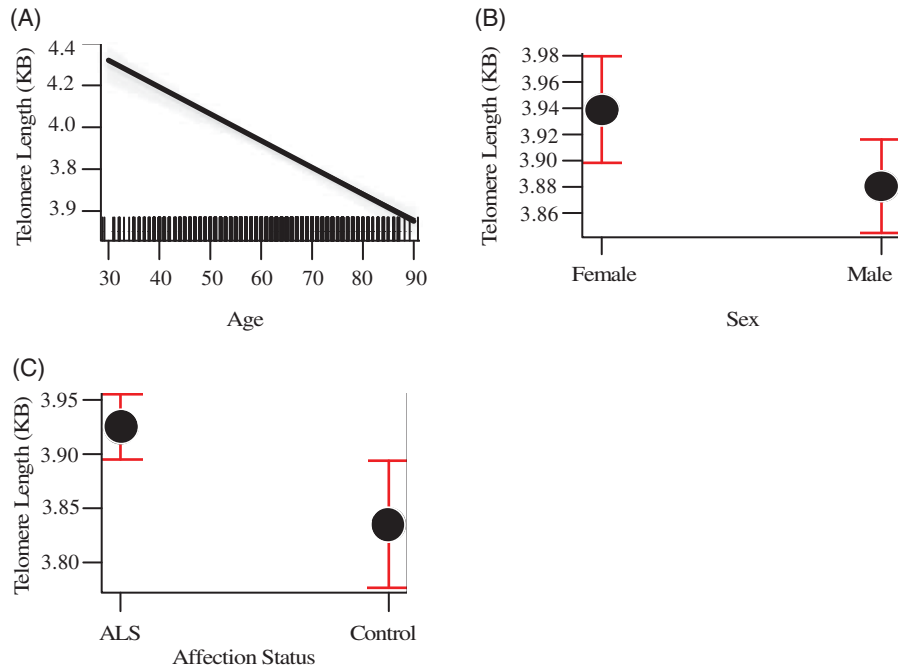 (A)
Telomere Length (KB)
4.4
4.2
4.0
3.8
3.9
30 40 50 60 70 80 90
Age
(B)
Telomere Length (KB)
3.98
3.96
3.94
3.92
3.90
3.88
3.86
Female Male
Sex
(C)
Telomere Length (KB)
3.95
3.90
3.85
3.80
ALS Control
Affection Status